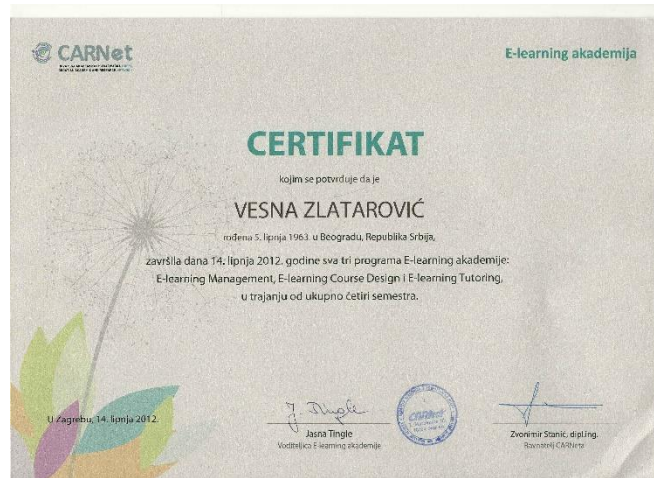 CARNet
E-learning akademija
CERTIFIKAT
kojim se potvrđuje da je
VESNA ZLATAROVIĆ
rođena 5. lipnja 1963. u Beogradu, Republika Srbija,
završila dana 14. lipnja 2012. godine sva tri programa E-learning akademije:
E-learning Management, E-learning Course Design i E-learning Tutoring,
u trajanju od ukupno četiri semestra.
U Zagrebu, 14. lipnja 2012.
J. Tingle
CARNet
Jasna Tingle
Voditeljica E-learning akademije
Zvonimir Stanić, dipl.ing.
Ravnatelj CARNeta